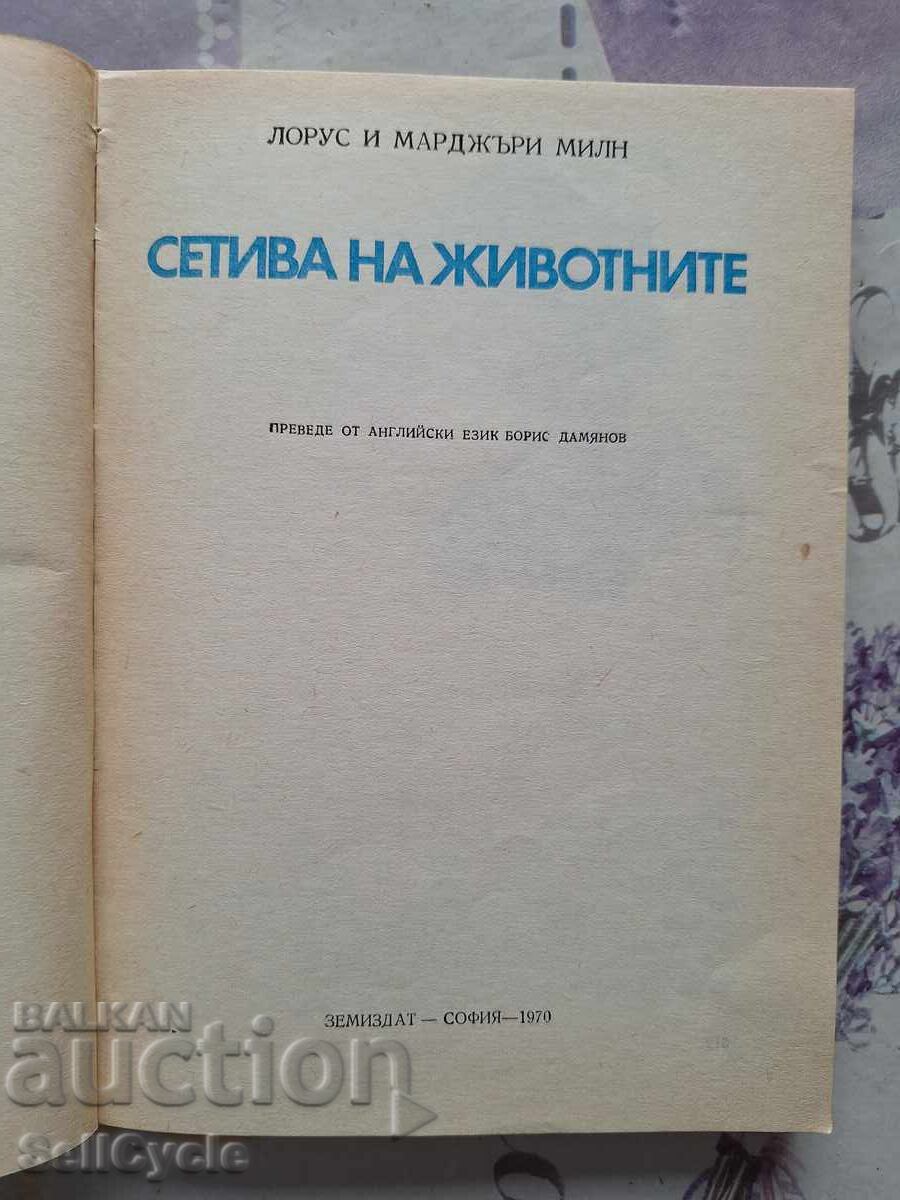 ЛОРУС И МАРДЖЪРИ МИЛН
СЕТИВА НА ЖИВОТНИТЕ
ПРЕВЕДЕ ОТ АНГЛИЙСКИ ЕЗИК БОРИС ДАМЯНОВ
ЗЕМИЗДАТ — СОФИЯ—1970
BALKAN
auction
SellCycle